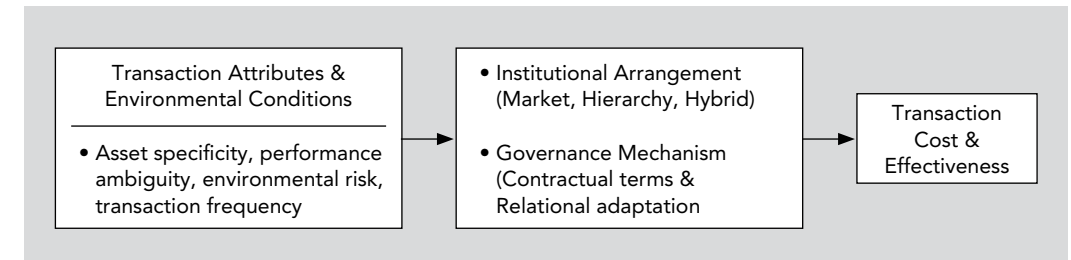 Transaction Attributes &
Environmental Conditions
• Asset specificity, performance
ambiguity, environmental risk,
transaction frequency
• Institutional Arrangement
(Market, Hierarchy, Hybrid)
• Governance Mechanism
(Contractual terms &
Relational adaptation
Transaction
Cost &
Effectiveness